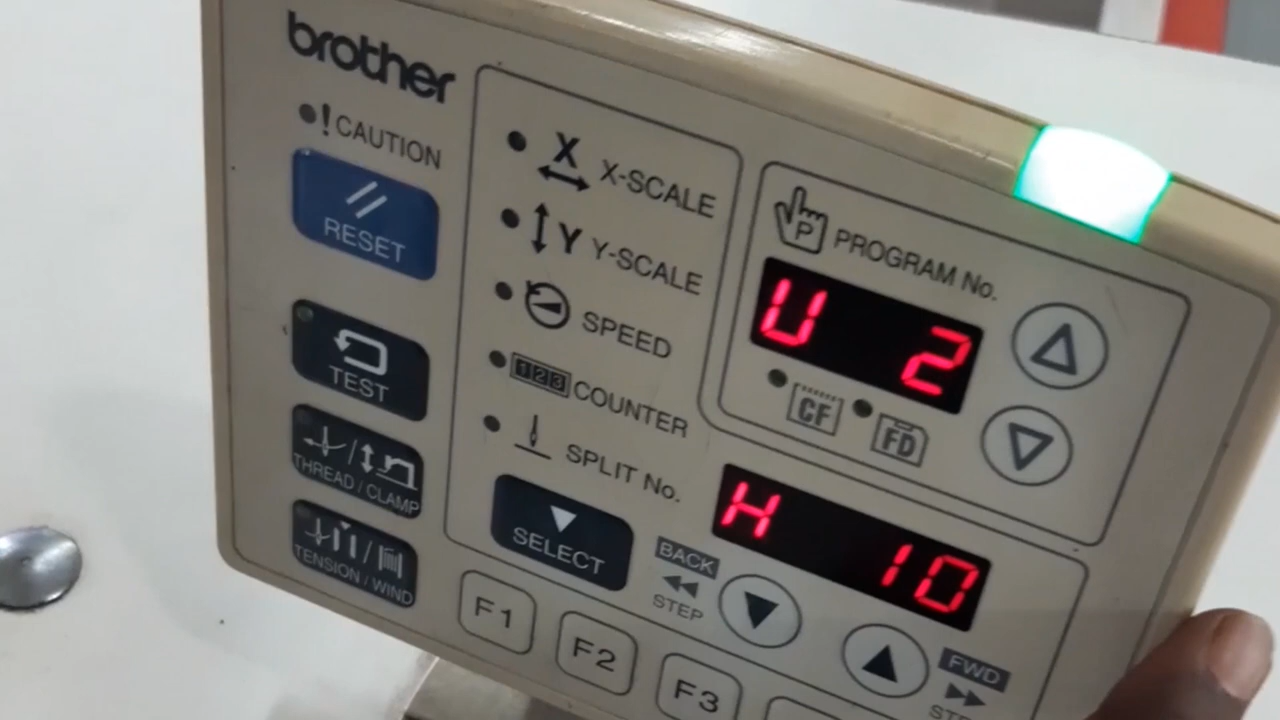 brother
! CAUTION
RESET
TEST
THREAD / CLAMP
TENSION / WIND
X X-SCALE
Y Y-SCALE
SPEED
123 COUNTER
SPLIT No.
SELECT
P PROGRAM No.
U 2
CF FD
H 10
BACK
STEP
FWD
F1 F2 F3